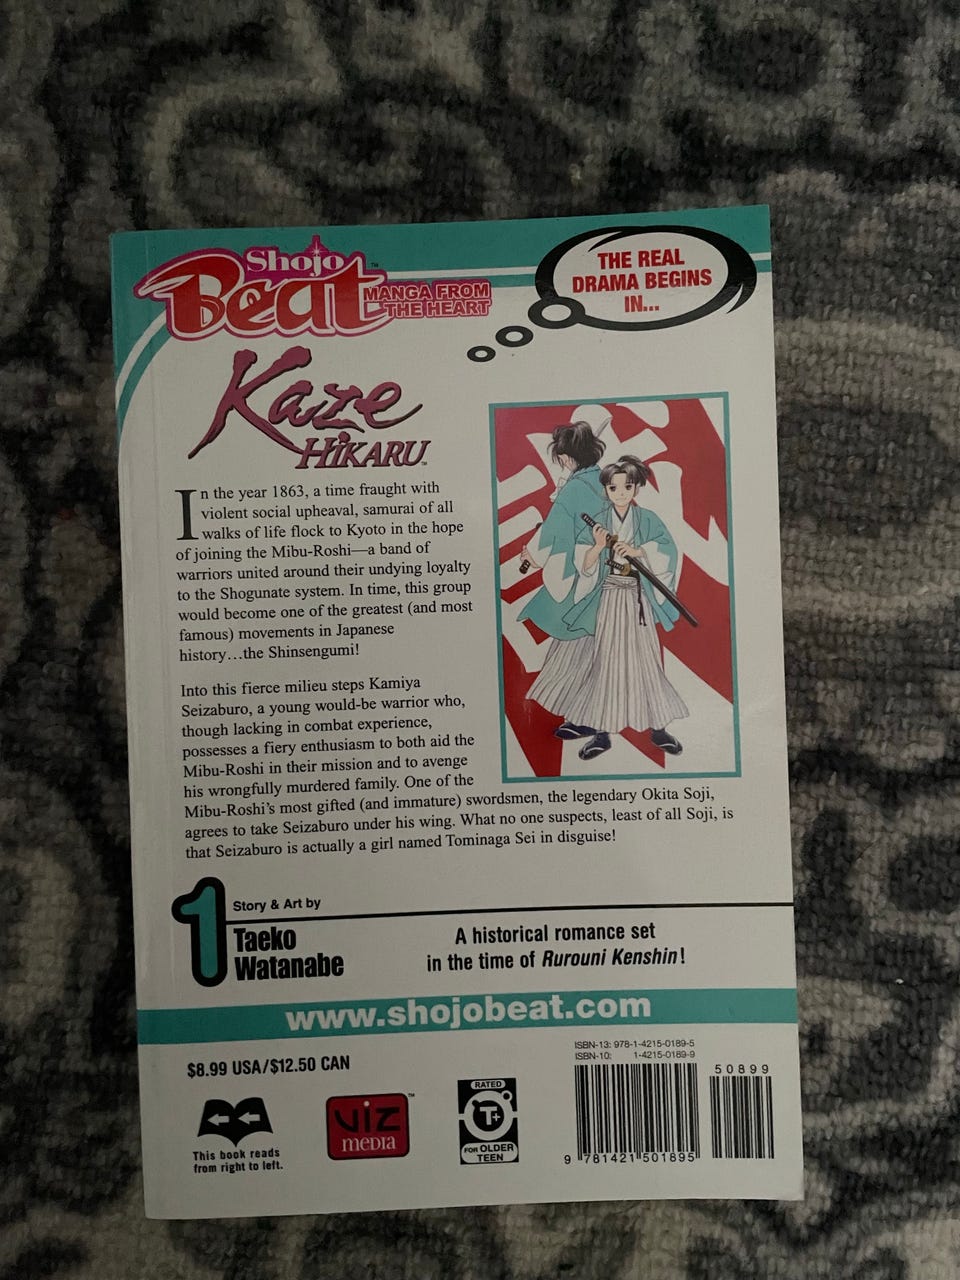 Shojo
Beat™
MANGA FROM
THE HEART
THE REAL
DRAMA BEGINS
IN...
Kaze
HIKARU™
In the year 1863, a time fraught with
violent social upheaval, samurai of all
walks of life flock to Kyoto in the hope
of joining the Mibu-Roshi—a band of
warriors united around their undying loyalty
to the Shogunate system. In time, this group
would become one of the greatest (and most
famous) movements in Japanese
history…the Shinsengumi!
Into this fierce milieu steps Kamiya
Seizaburo, a young would-be warrior who,
though lacking in combat experience,
possesses a fiery enthusiasm to both aid the
Mibu-Roshi in their mission and to avenge
his wrongfully murdered family. One of the
Mibu-Roshi's most gifted (and immature) swordsmen, the legendary Okita Soji,
agrees to take Seizaburo under his wing. What no one suspects, least of all Soji, is
that Seizaburo is actually a girl named Tominaga Sei in disguise!
1
Story & Art by
Taeko
Watanabe
A historical romance set
in the time of Rurouni Kenshin!
www.shojobeat.com
$8.99 USA/$12.50 CAN
This book reads
from right to left.
VIZ™
MEDIA
RATED
T+
FOR OLDER
TEEN
ISBN-13: 978-1-4215-0189-5
ISBN-10: 1-4215-0189-9
50899
9 781421 501895